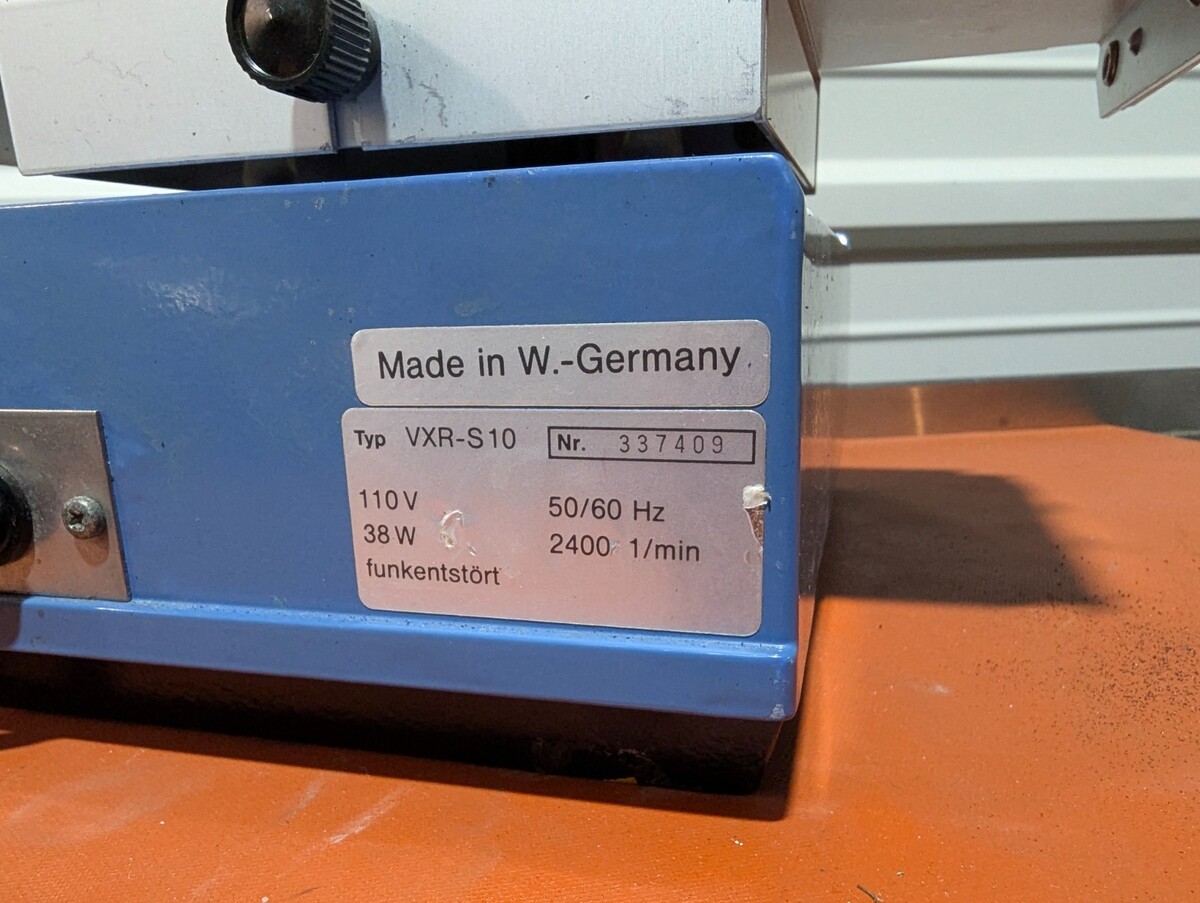 Made in W.-Germany
Typ VXR-S10 Nr. 337409
110 V 50/60 Hz
38 W 2400 1/min
funkentstört